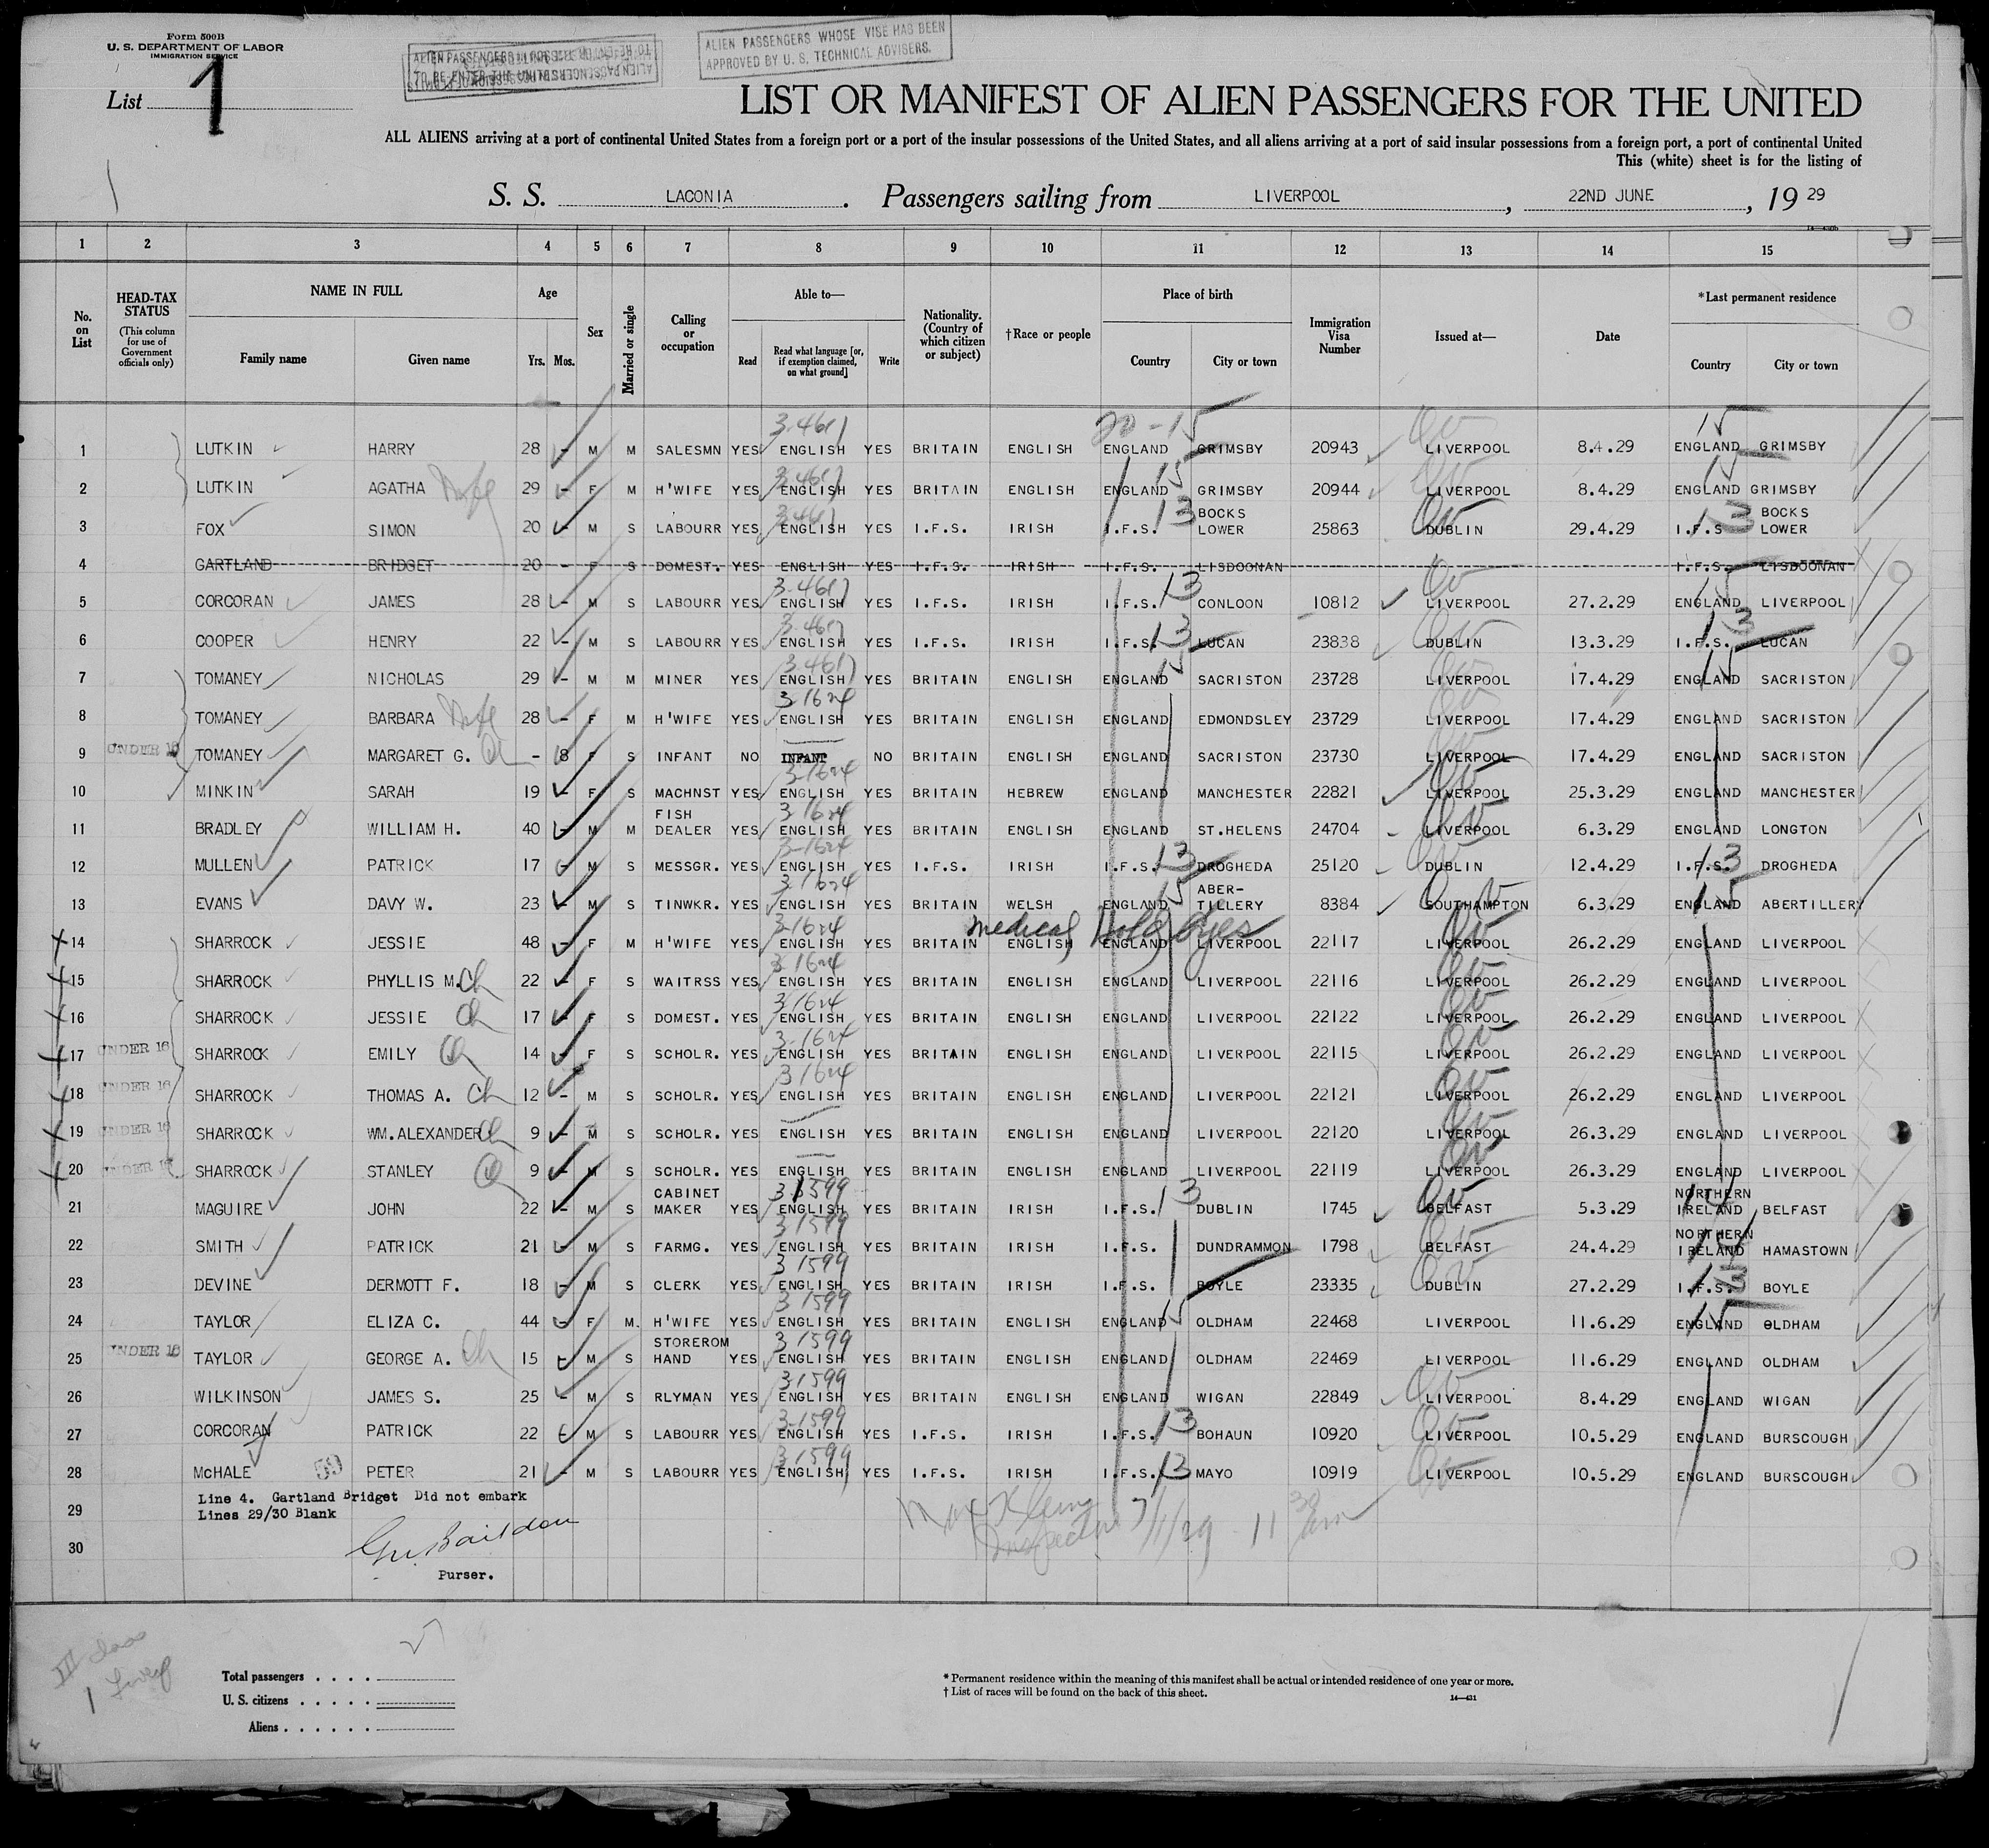 Form 500B
U. S. DEPARTMENT OF LABOR
IMMIGRATION SERVICE
List 1
ALIEN PASSENGERS WHOSE VISE HAS BEEN
APPROVED BY U. S. TECHNICAL ADVISERS.
LIST OR MANIFEST OF ALIEN PASSENGERS FOR THE UNITED
ALL ALIENS arriving at a port of continental United States from a foreign port or a port of the insular possessions of the United States, and all aliens arriving at a port of said insular possessions from a foreign port, a port of continental United
This (white) sheet is for the listing of
S. S. LACONIA. Passengers sailing from LIVERPOOL, 22ND JUNE, 19 29
1 2 3 4 5 6 7 8 9 10 11 12 13 14 15
No. on List
HEAD-TAX STATUS (This column for use of Government officials only)
NAME IN FULL
Family name Given name
Age
Yrs. Mos.
Sex
Married or single
Calling or occupation
Able to—
Read
Read what language [or, if exemption claimed, on what ground]
Write
Nationality. (Country of which citizen or subject)
†Race or people
Place of birth
Country City or town
Immigration Visa Number
Issued at—
Date
*Last permanent residence
Country City or town
1 LUTKIN HARRY 28 - M M SALESMN YES ENGLISH YES BRITAIN ENGLISH ENGLAND GRIMSBY 20943 LIVERPOOL 8.4.29 ENGLAND GRIMSBY
2 LUTKIN AGATHA 29 - F M H'WIFE YES ENGLISH YES BRITAIN ENGLISH ENGLAND GRIMSBY 20944 LIVERPOOL 8.4.29 ENGLAND GRIMSBY
3 FOX SIMON 20 - M S LABOURR YES ENGLISH YES I.F.S. IRISH I.F.S. BOCKS LOWER 25863 DUBLIN 29.4.29 I.F.S BOCKS LOWER
4 GARTLAND BRIDGET 20 - F S DOMEST. YES ENGLISH YES I.F.S. IRISH I.F.S. LISDOONAN I.F.S. LISDOONAN
5 CORCORAN JAMES 28 - M S LABOURR YES ENGLISH YES I.F.S. IRISH I.F.S. CONLOON 10812 LIVERPOOL 27.2.29 ENGLAND LIVERPOOL
6 COOPER HENRY 22 - M S LABOURR YES ENGLISH YES I.F.S. IRISH I.F.S. LUCAN 23838 DUBLIN 13.3.29 I.F.S. LUCAN
7 TOMANEY NICHOLAS 29 - M M MINER YES ENGLISH YES BRITAIN ENGLISH ENGLAND SACRISTON 23728 LIVERPOOL 17.4.29 ENGLAND SACRISTON
8 TOMANEY BARBARA 28 - F M H'WIFE YES ENGLISH YES BRITAIN ENGLISH ENGLAND EDMONDSLEY 23729 LIVERPOOL 17.4.29 ENGLAND SACRISTON
9 UNDER 16 TOMANEY MARGARET G. - 8 F S INFANT NO INFANT NO BRITAIN ENGLISH ENGLAND SACRISTON 23730 LIVERPOOL 17.4.29 ENGLAND SACRISTON
10 MINKIN SARAH 19 - F S MACHNST YES ENGLISH YES BRITAIN HEBREW ENGLAND MANCHESTER 22821 LIVERPOOL 25.3.29 ENGLAND MANCHESTER
11 BRADLEY WILLIAM H. 40 - M M FISH DEALER YES ENGLISH YES BRITAIN ENGLISH ENGLAND ST.HELENS 24704 LIVERPOOL 6.3.29 ENGLAND LONGTON
12 MULLEN PATRICK 17 - M S MESSGR. YES ENGLISH YES I.F.S. IRISH I.F.S. DROGHEDA 25120 DUBLIN 12.4.29 I.F.S. DROGHEDA
13 EVANS DAVY W. 23 - M S TINWKR. YES ENGLISH YES BRITAIN WELSH ENGLAND ABER-TILLERY 8384 SOUTHAMPTON 6.3.29 ENGLAND ABERTILLERY
medical Hold Eyes
14 SHARROCK JESSIE 48 - F M H'WIFE YES ENGLISH YES BRITAIN ENGLISH ENGLAND LIVERPOOL 22117 LIVERPOOL 26.2.29 ENGLAND LIVERPOOL
15 SHARROCK PHYLLIS M. Ch 22 - F S WAITRSS YES ENGLISH YES BRITAIN ENGLISH ENGLAND LIVERPOOL 22116 LIVERPOOL 26.2.29 ENGLAND LIVERPOOL
16 SHARROCK JESSIE Ch 17 - F S DOMEST. YES ENGLISH YES BRITAIN ENGLISH ENGLAND LIVERPOOL 22122 LIVERPOOL 26.2.29 ENGLAND LIVERPOOL
17 UNDER 16 SHARROCK EMILY Ch 14 - F S SCHOLR. YES ENGLISH YES BRITAIN ENGLISH ENGLAND LIVERPOOL 22115 LIVERPOOL 26.2.29 ENGLAND LIVERPOOL
18 UNDER 16 SHARROCK THOMAS A. Ch 12 - M S SCHOLR. YES ENGLISH YES BRITAIN ENGLISH ENGLAND LIVERPOOL 22121 LIVERPOOL 26.2.29 ENGLAND LIVERPOOL
19 UNDER 16 SHARROCK WM.ALEXANDER Ch 9 - M S SCHOLR. YES ENGLISH YES BRITAIN ENGLISH ENGLAND LIVERPOOL 22120 LIVERPOOL 26.3.29 ENGLAND LIVERPOOL
20 UNDER 16 SHARROCK STANLEY Ch 9 - M S SCHOLR. YES ENGLISH YES BRITAIN ENGLISH ENGLAND LIVERPOOL 22119 LIVERPOOL 26.3.29 ENGLAND LIVERPOOL
21 MAGUIRE JOHN 22 - M S CABINET MAKER YES ENGLISH YES BRITAIN IRISH I.F.S. DUBLIN 1745 BELFAST 5.3.29 NORTHERN IRELAND BELFAST
22 SMITH PATRICK 21 - M S FARMG. YES ENGLISH YES BRITAIN IRISH I.F.S. DUNDRAMMON 1798 BELFAST 24.4.29 NORTHERN IRELAND HAMASTOWN
23 DEVINE DERMOTT F. 18 - M S CLERK YES ENGLISH YES BRITAIN IRISH I.F.S. BOYLE 23335 DUBLIN 27.2.29 I.F.S. BOYLE
24 TAYLOR ELIZA C. 44 - F M. H'WIFE YES ENGLISH YES BRITAIN ENGLISH ENGLAND OLDHAM 22468 LIVERPOOL 11.6.29 ENGLAND OLDHAM
25 UNDER 16 TAYLOR GEORGE A. Ch 15 - M S STOREROM HAND YES ENGLISH YES BRITAIN ENGLISH ENGLAND OLDHAM 22469 LIVERPOOL 11.6.29 ENGLAND OLDHAM
26 WILKINSON JAMES S. 25 - M S RLYMAN YES ENGLISH YES BRITAIN ENGLISH ENGLAND WIGAN 22849 LIVERPOOL 8.4.29 ENGLAND WIGAN
27 CORCORAN PATRICK 22 - M S LABOURR YES ENGLISH YES I.F.S. IRISH I.F.S. BOHAUN 10920 LIVERPOOL 10.5.29 ENGLAND BURSCOUGH
28 McHALE 59 PETER 21 - M S LABOURR YES ENGLISH YES I.F.S. IRISH I.F.S. MAYO 10919 LIVERPOOL 10.5.29 ENGLAND BURSCOUGH
Line 4. Gartland Bridget Did not embark
29 Lines 29/30 Blank
30
Purser.
Total passengers . . . .
U. S. citizens . . . . .
Aliens . . . . . .
* Permanent residence within the meaning of this manifest shall be actual or intended residence of one year or more.
† List of races will be found on the back of this sheet.
14—431